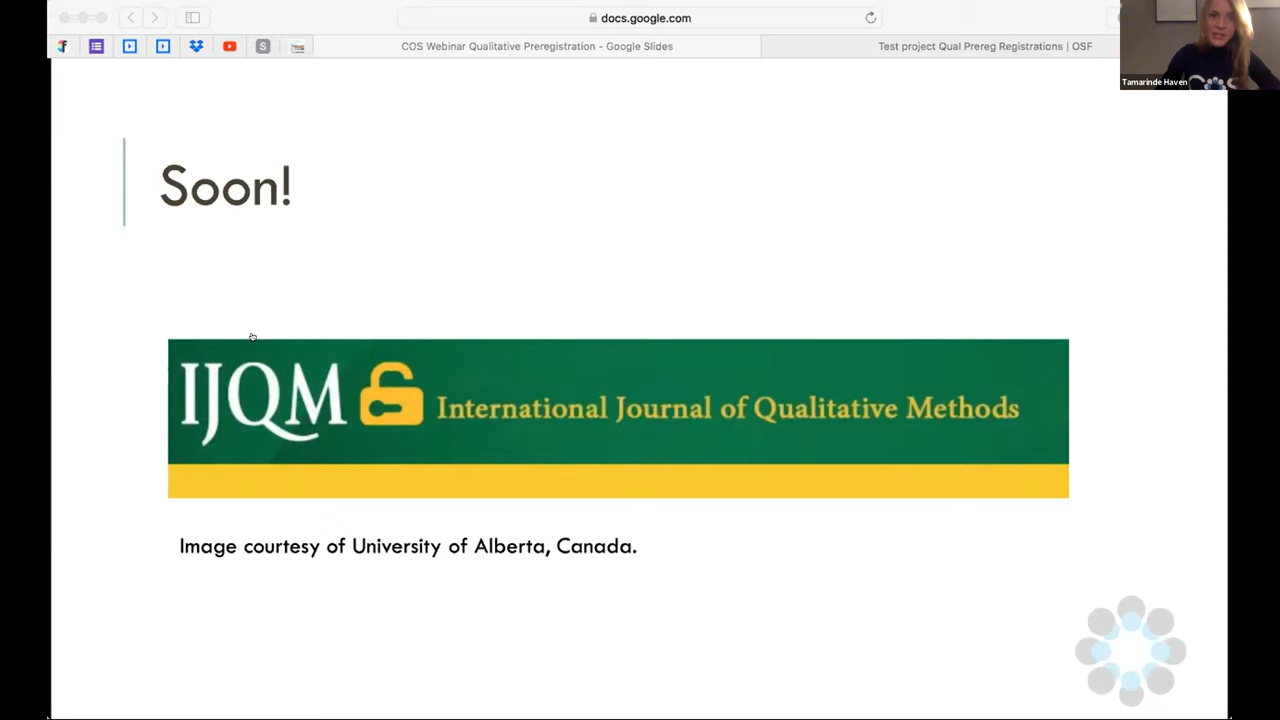 docs.google.com
S
COS Webinar Qualitative Preregistration - Google Slides
Test project Qual Prereg Registrations | OSF
Tamarinde Haven
COS
Soon!
IJQM International Journal of Qualitative Methods
Image courtesy of University of Alberta, Canada.